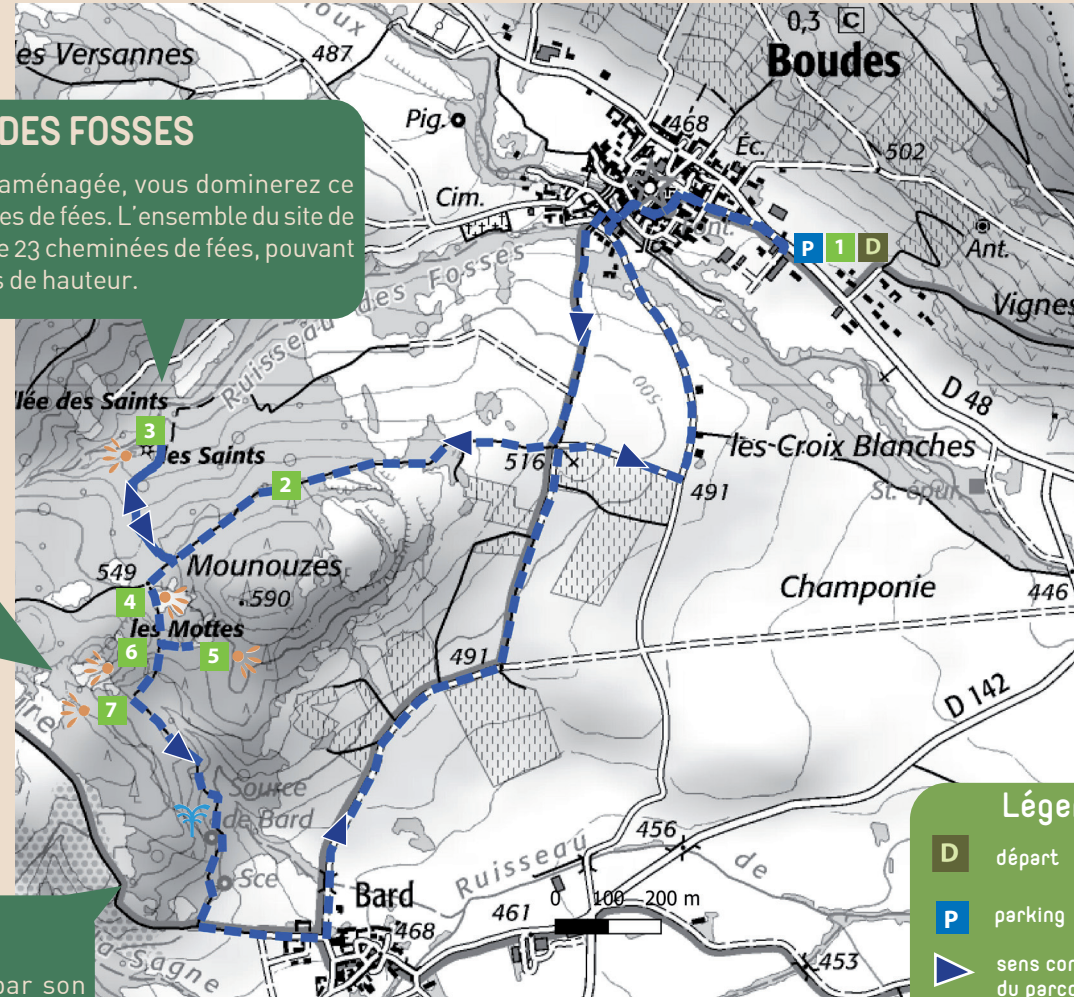 0,3 C
Boudes
es Versannes
487
Pig.
468
Éc.
502
DES FOSSES
aménagée, vous dominerez ce
es de fées. L'ensemble du site de
e 23 cheminées de fées, pouvant
s de hauteur.
Cim.
P 1 D
Ant.
Vignes
Ruisseau des Fosses
500
D 48
llée des Saints
3
les Saints
516
les Croix Blanches
2
491
St. épur.
549
Mounouzes
4
590
Champonie
446
les Mottes
6
5
491
7
D 142
Source
de Bard
Sce
Ruisseau de
456
Bard
0 100 200 m
461
468
453
Sagne
par son
Lége
D départ
P parking
sens con
du parco